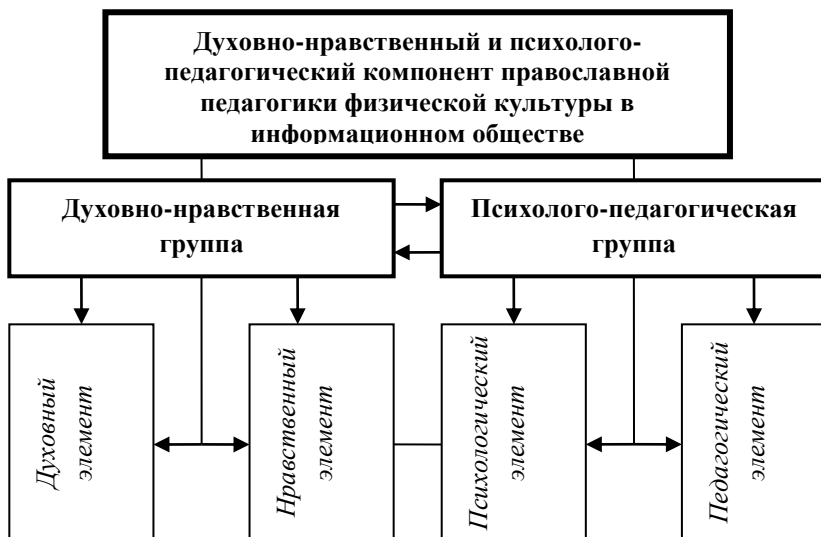 Духовно-нравственный и психолого-
педагогический компонент православной
педагогики физической культуры в
информационном обществе
Духовно-нравственная
группа
Психолого-педагогическая
группа
Духовный
элемент
Нравственный
элемент
Психологический
элемент
Педагогический
элемент